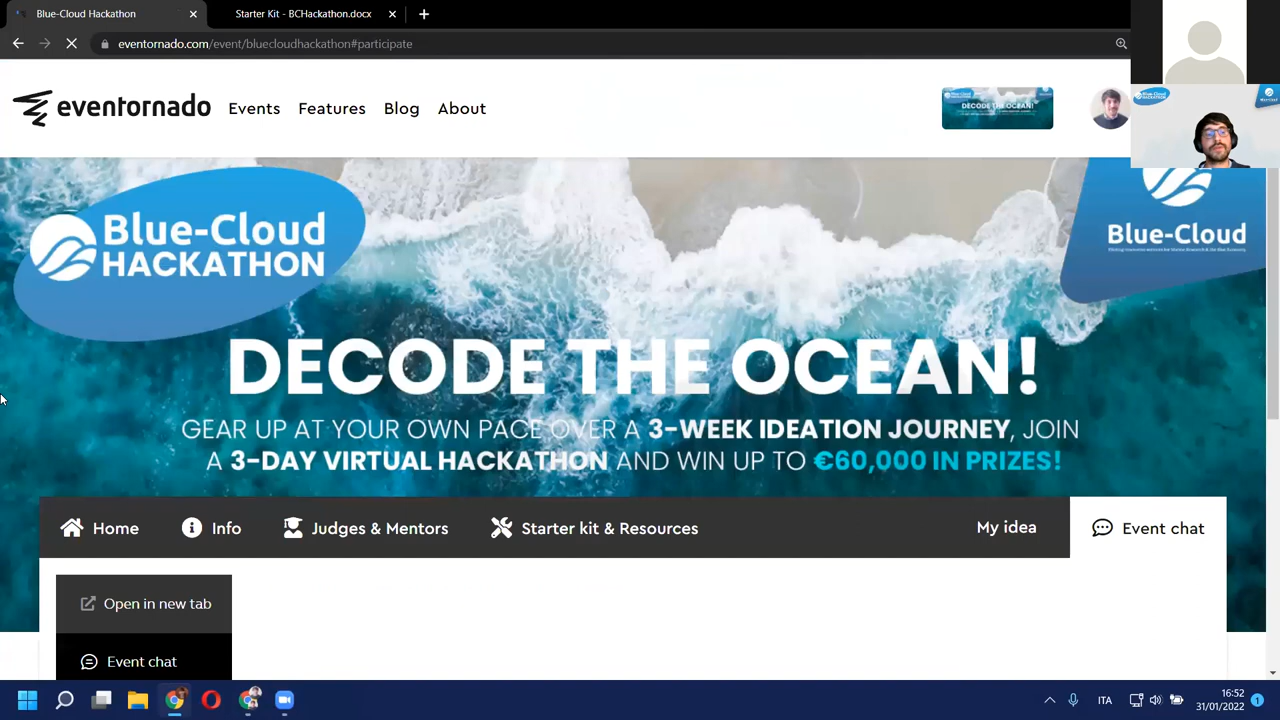 Blue-Cloud Hackathon
Starter Kit - BCHackathon.docx
eventornado.com/event/bluecloudhackathon#participate
eventornado
Events
Features
Blog
About
DECODE THE OCEAN!
Blue-Cloud
HACKATHON
Blue-Cloud
DECODE THE OCEAN!
GEAR UP AT YOUR OWN PACE OVER A 3-WEEK IDEATION JOURNEY, JOIN
A 3-DAY VIRTUAL HACKATHON AND WIN UP TO €60,000 IN PRIZES!
Home
Info
Judges & Mentors
Starter kit & Resources
My idea
Event chat
Open in new tab
Event chat
ITA
16:52
31/01/2022
1